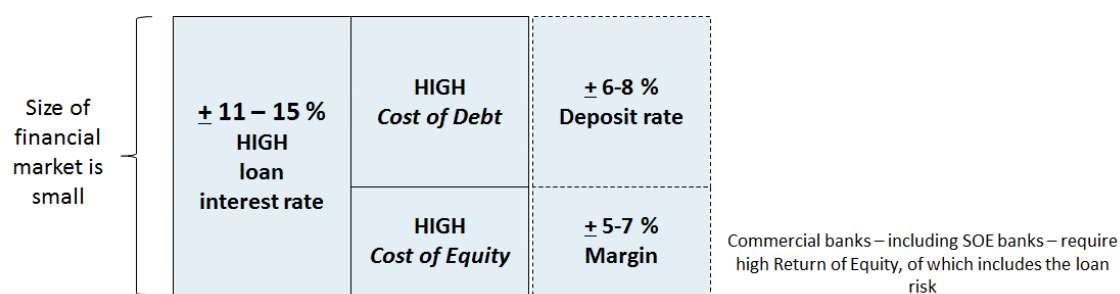 Size of
financial
market is
small
± 11 – 15 %
HIGH
loan
interest rate
HIGH
Cost of Debt
± 6-8 %
Deposit rate
HIGH
Cost of Equity
± 5-7 %
Margin
Commercial banks – including SOE banks – require
high Return of Equity, of which includes the loan
risk